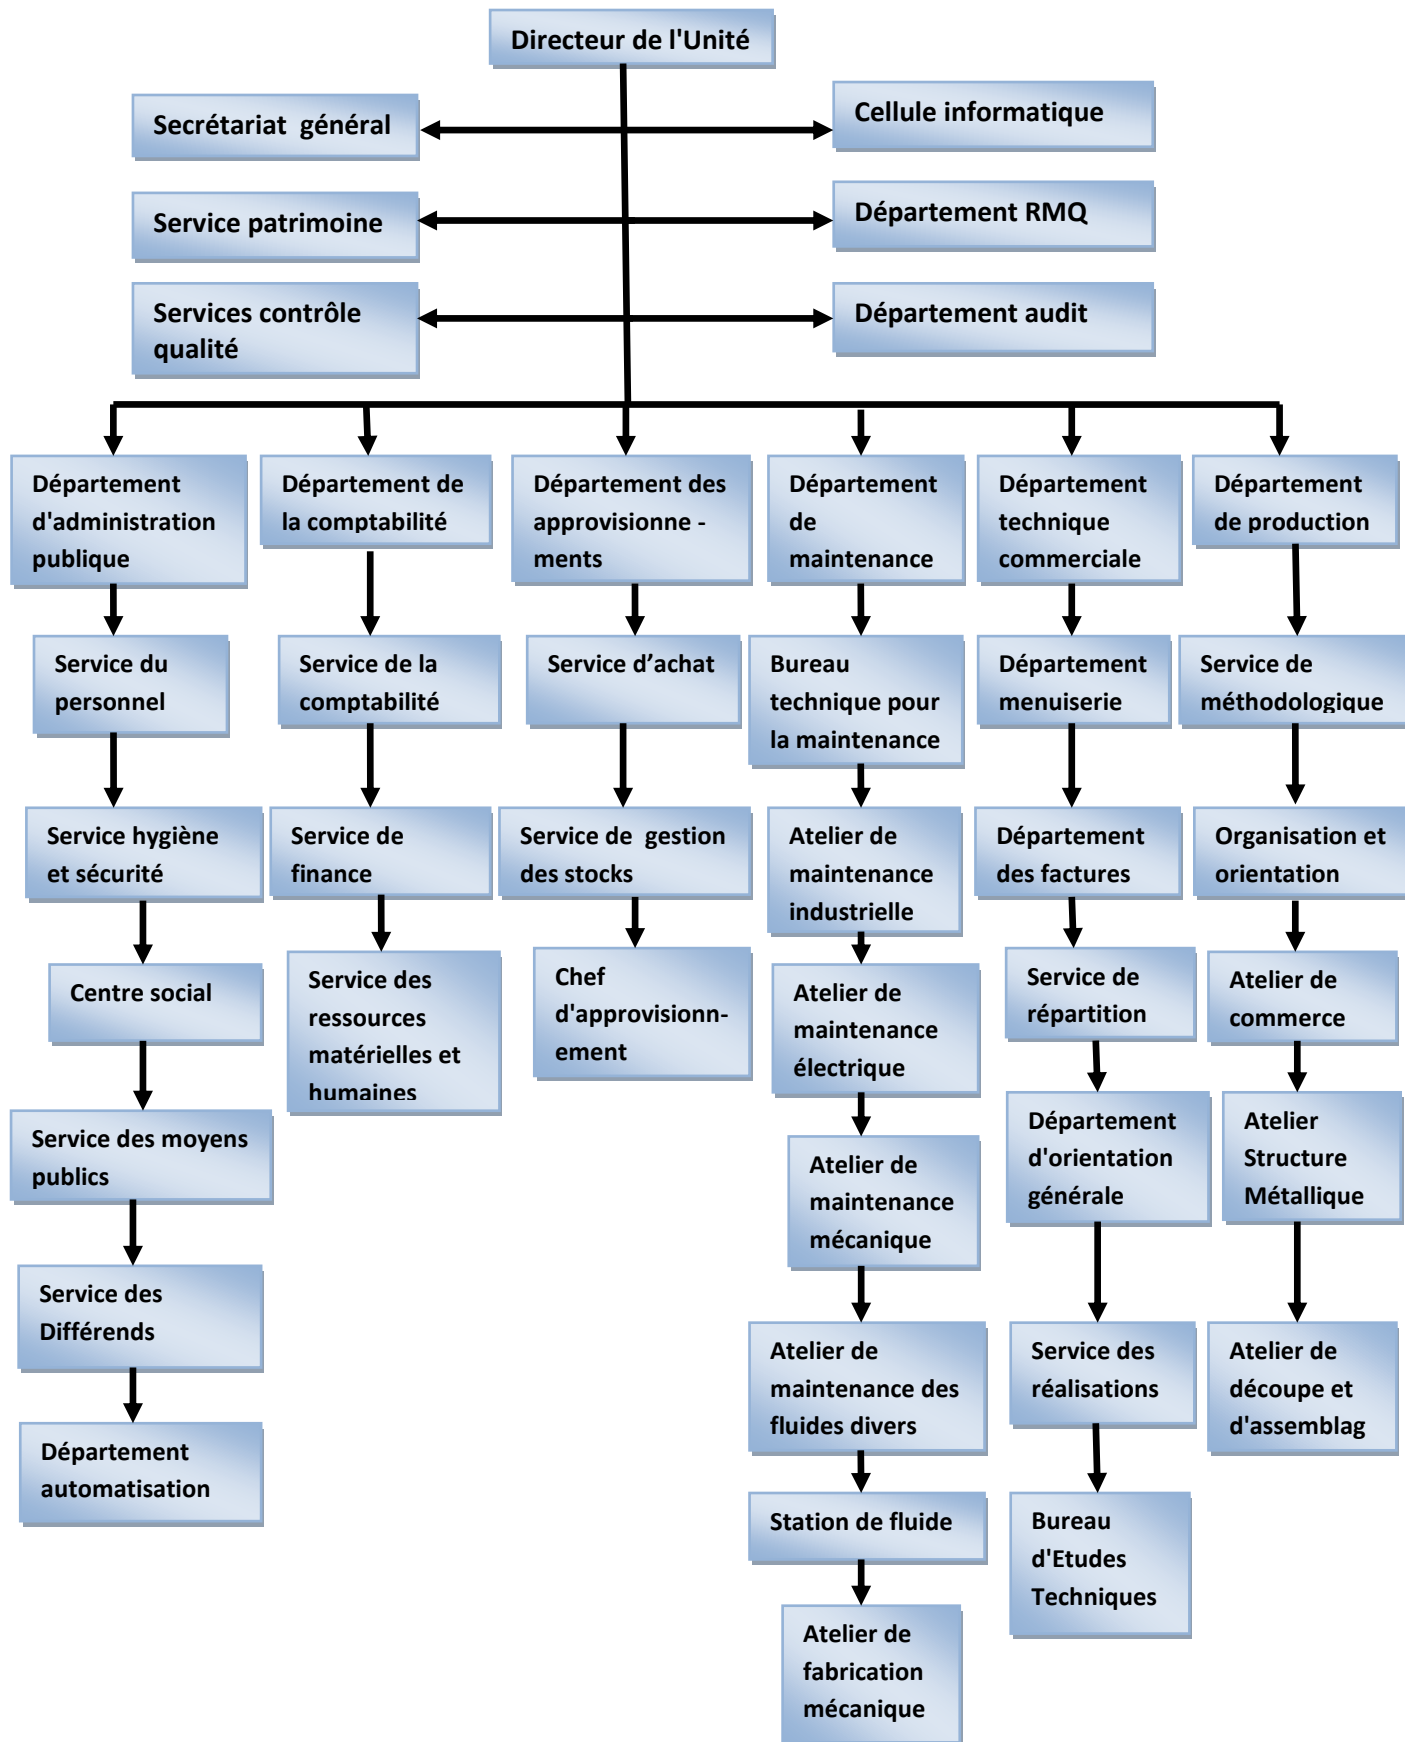 Directeur de l'Unité
Secrétariat général
Cellule informatique
Service patrimoine
Département RMQ
Services contrôle
qualité
Département audit
Département
d'administration
publique
Département de
la comptabilité
Département des
approvisionne -
ments
Département
de
maintenance
Département
technique
commerciale
Département
de production
Service du
personnel
Service de la
comptabilité
Service d’achat
Bureau
technique pour
la maintenance
Département
menuiserie
Service de
méthodologique
Service hygiène
et sécurité
Service de
finance
Service de gestion
des stocks
Atelier de
maintenance
industrielle
Département
des factures
Organisation et
orientation
Centre social
Service des
ressources
matérielles et
humaines
Chef
d'approvisionn-
ement
Atelier de
maintenance
électrique
Service de
répartition
Atelier de
commerce
Service des moyens
publics
Atelier de
maintenance
mécanique
Département
d'orientation
générale
Atelier
Structure
Métallique
Service des
Différends
Atelier de
maintenance des
fluides divers
Service des
réalisations
Atelier de
découpe et
d'assemblag
Département
automatisation
Station de fluide
Bureau
d'Etudes
Techniques
Atelier de
fabrication
mécanique